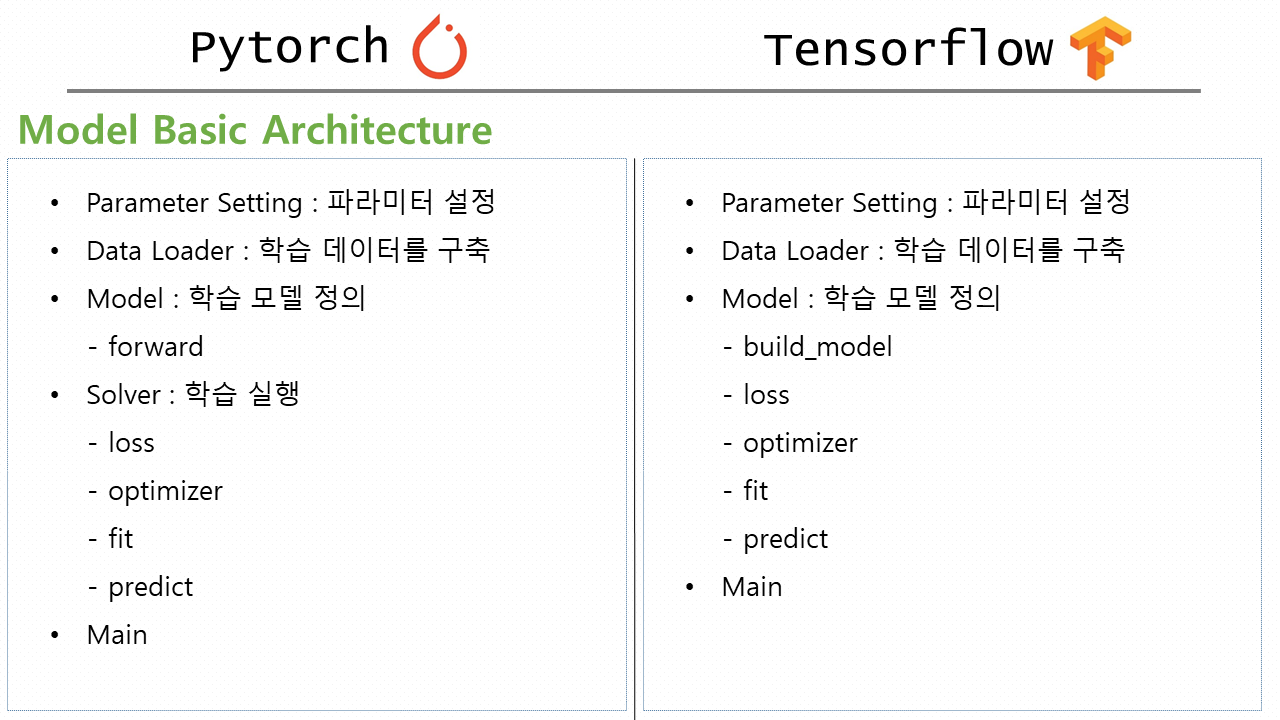 Pytorch
Tensorflow
Model Basic Architecture
• Parameter Setting : 파라미터 설정
• Data Loader : 학습 데이터를 구축
• Model : 학습 모델 정의
- forward
• Solver : 학습 실행
- loss
- optimizer
- fit
- predict
• Main
• Parameter Setting : 파라미터 설정
• Data Loader : 학습 데이터를 구축
• Model : 학습 모델 정의
- build_model
- loss
- optimizer
- fit
- predict
• Main